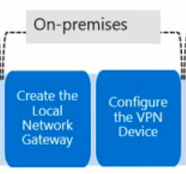 On-premises
Create the
Local
Network
Gateway
Configure
the VPN
Device